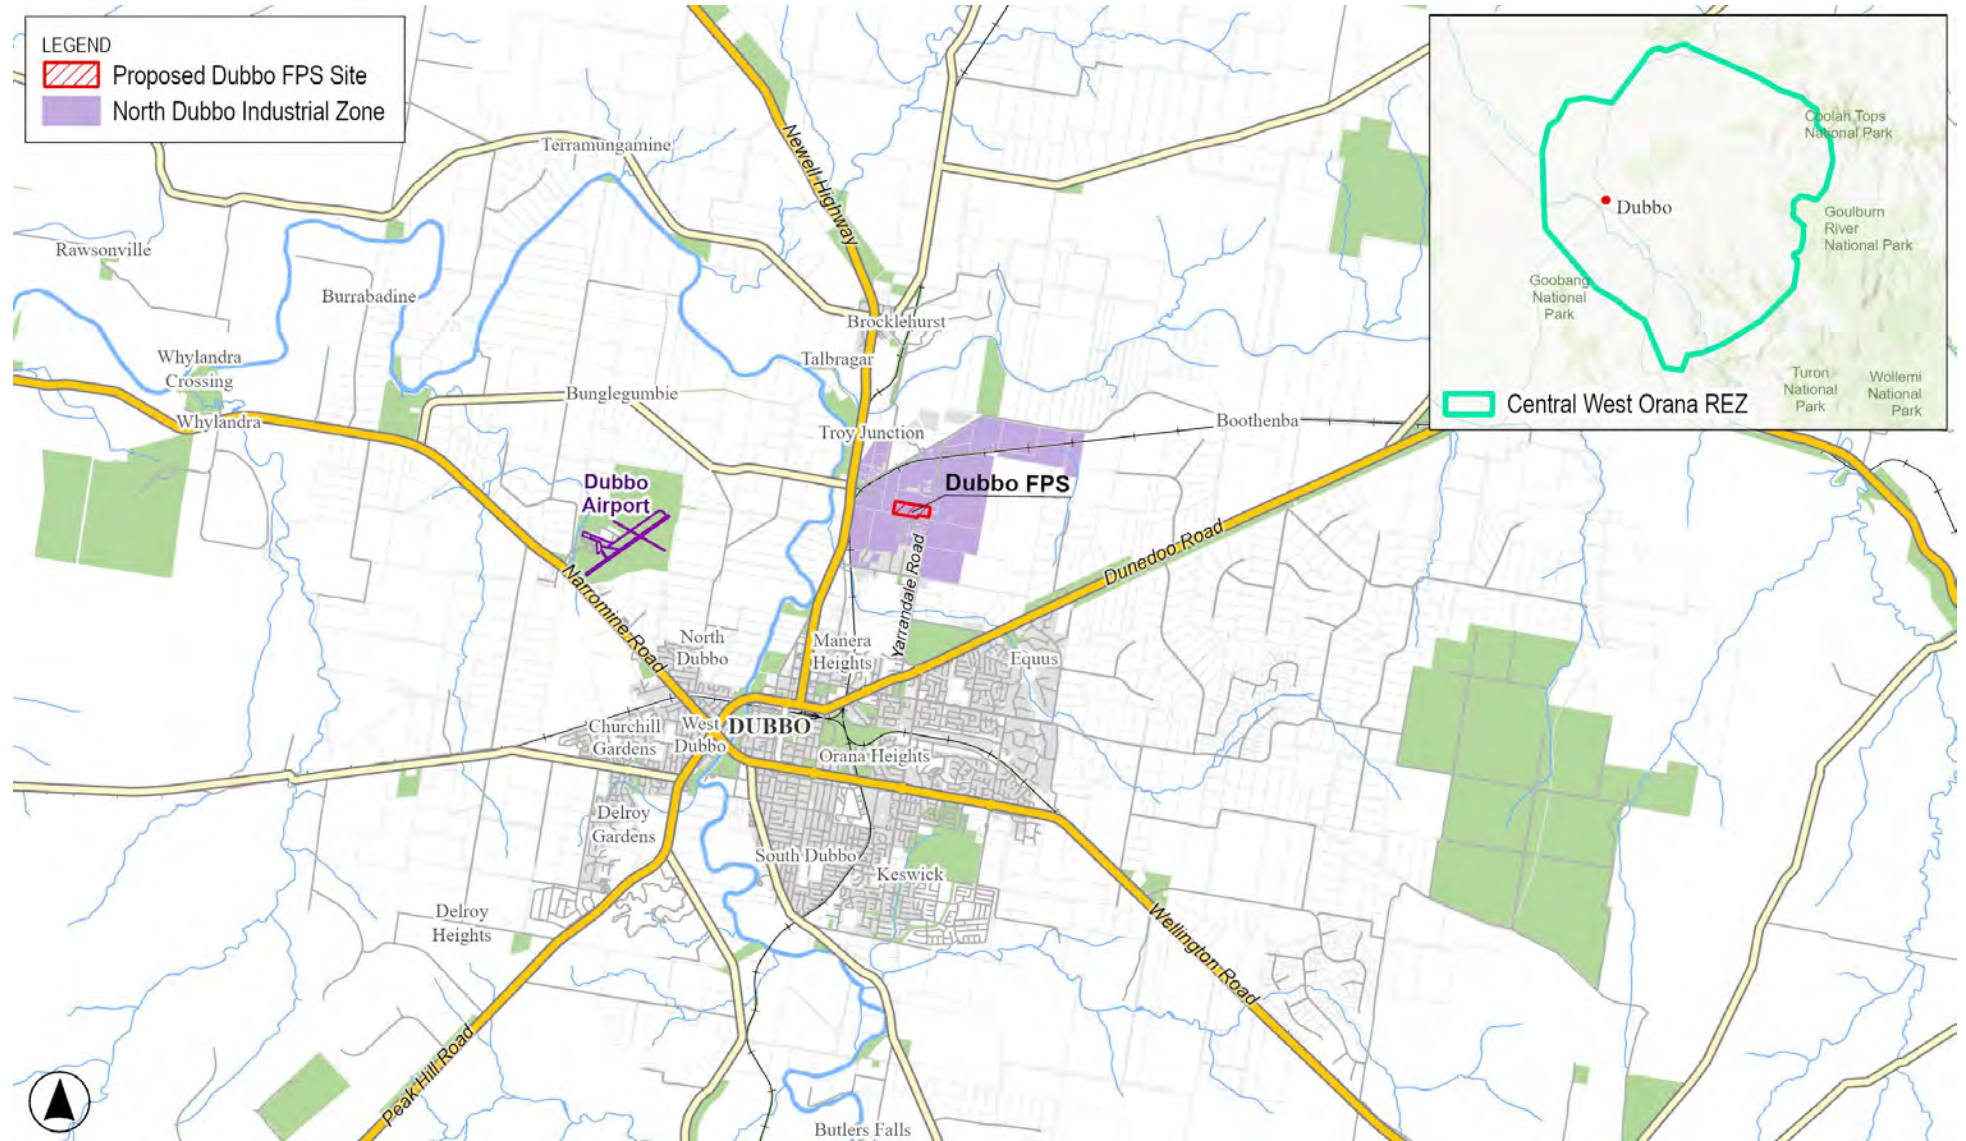 LEGEND
Proposed Dubbo FPS Site
North Dubbo Industrial Zone
Terramungamine
Newell Highway
Rawsonville
Burrabadine
Brocklehurst
Talbragar
Whylandra
Crossing
Whylandra
Bunglegumbie
Troy Junction
Boothenba
Dubbo
Airport
Dubbo FPS
Narromine Road
Yarrandale Road
Dunedoo Road
North
Dubbo
Manera
Heights
Equus
Churchill
Gardens
West
Dubbo
DUBBO
Orana Heights
Delroy
Gardens
South Dubbo
Keswick
Delroy
Heights
Wellington Road
Peak Hill Road
Butlers Falls
Coolah Tops
National Park
Dubbo
Goulburn
River
National Park
Goobang
National
Park
Turon
National
Park
Wollemi
National
Park
Central West Orana REZ